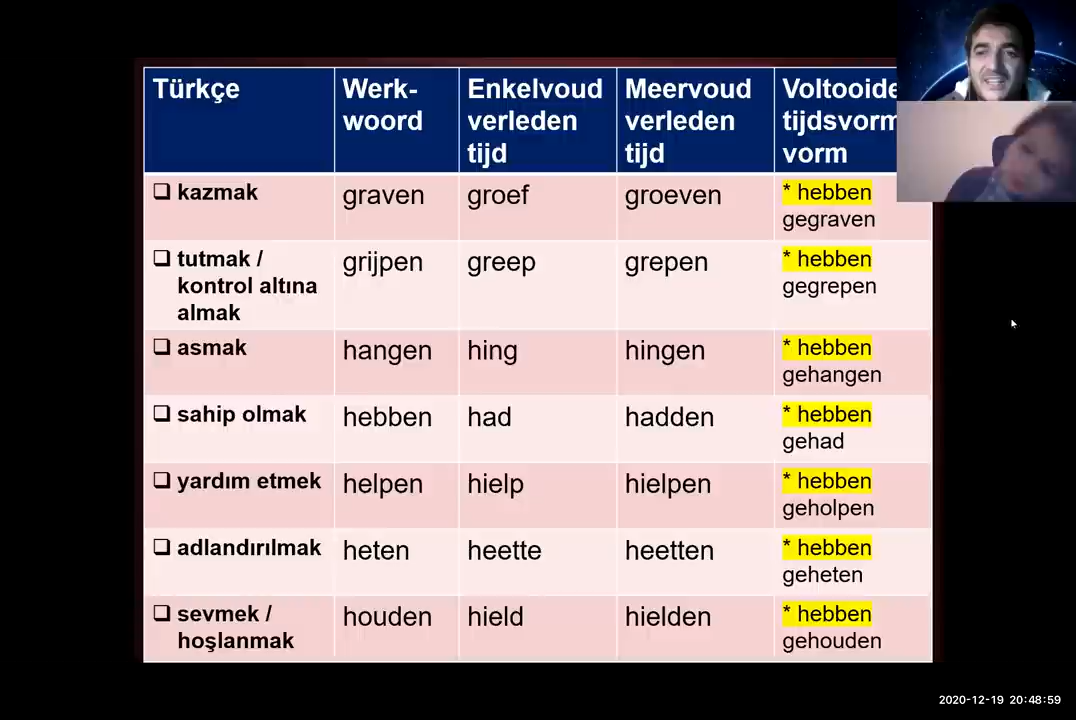 Türkçe
Werk-
woord
Enkelvoud
verleden
tijd
Meervoud
verleden
tijd
Voltooide
tijdsvorm
vorm
❑ kazmak
graven
groef
groeven
* hebben
gegraven
❑ tutmak /
kontrol altına
almak
grijpen
greep
grepen
* hebben
gegrepen
❑ asmak
hangen
hing
hingen
* hebben
gehangen
❑ sahip olmak
hebben
had
hadden
* hebben
gehad
❑ yardım etmek
helpen
hielp
hielpen
* hebben
geholpen
❑ adlandırılmak
heten
heette
heetten
* hebben
geheten
❑ sevmek /
hoşlanmak
houden
hield
hielden
* hebben
gehouden
2020-12-19 20:48:59